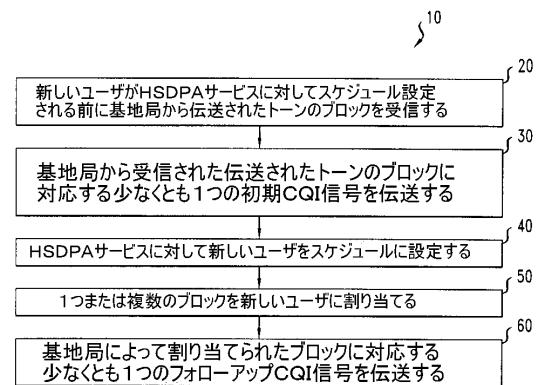 10
20
新しいユーザがHSDPAサービスに対してスケジュール設定
される前に基地局から伝送されたトーンのブロックを受信する
30
基地局から受信された伝送されたトーンのブロックに
対応する少なくとも1つの初期CQI信号を伝送する
40
HSDPAサービスに対して新しいユーザをスケジュールに設定する
50
1つまたは複数のブロックを新しいユーザに割り当てる
60
基地局によって割り当てられたブロックに対応する
少なくとも1つのフォローアップCQI信号を伝送する